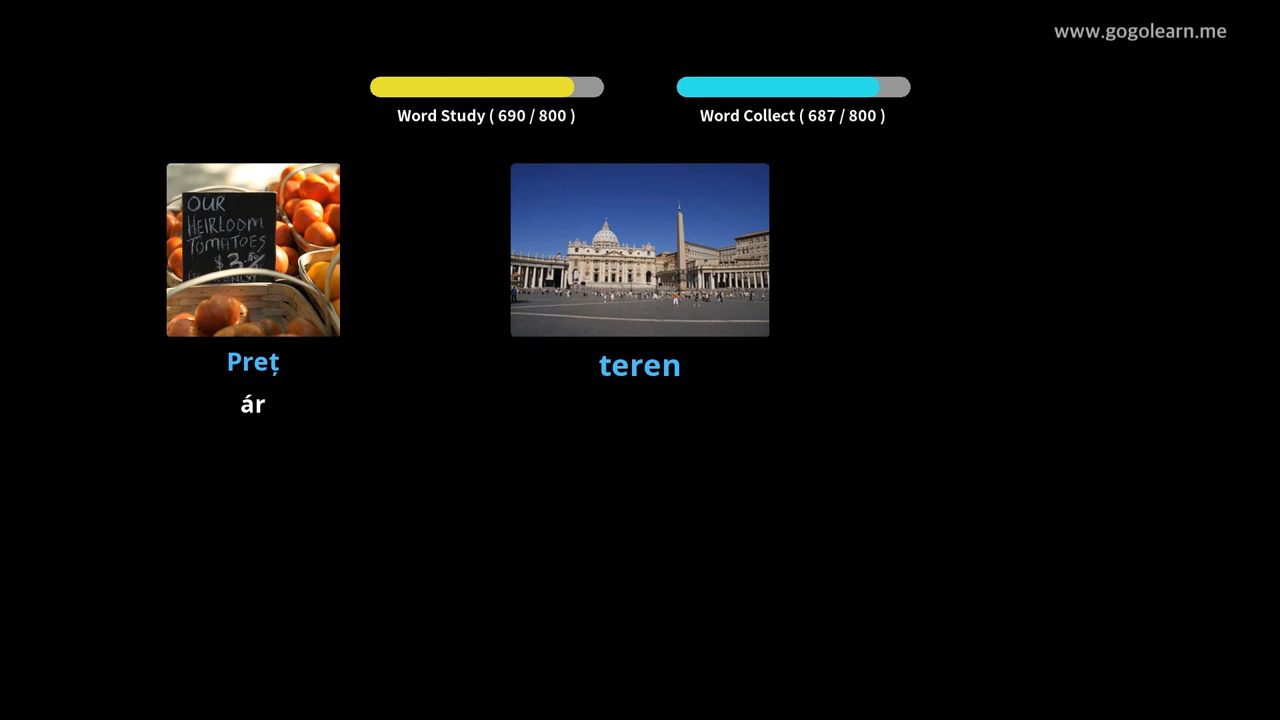 www.gogolearn.me
Word Study ( 690 / 800 )
Word Collect ( 687 / 800 )
OUR
HEIRLOOM
TOMATOES
Preț
ár
teren